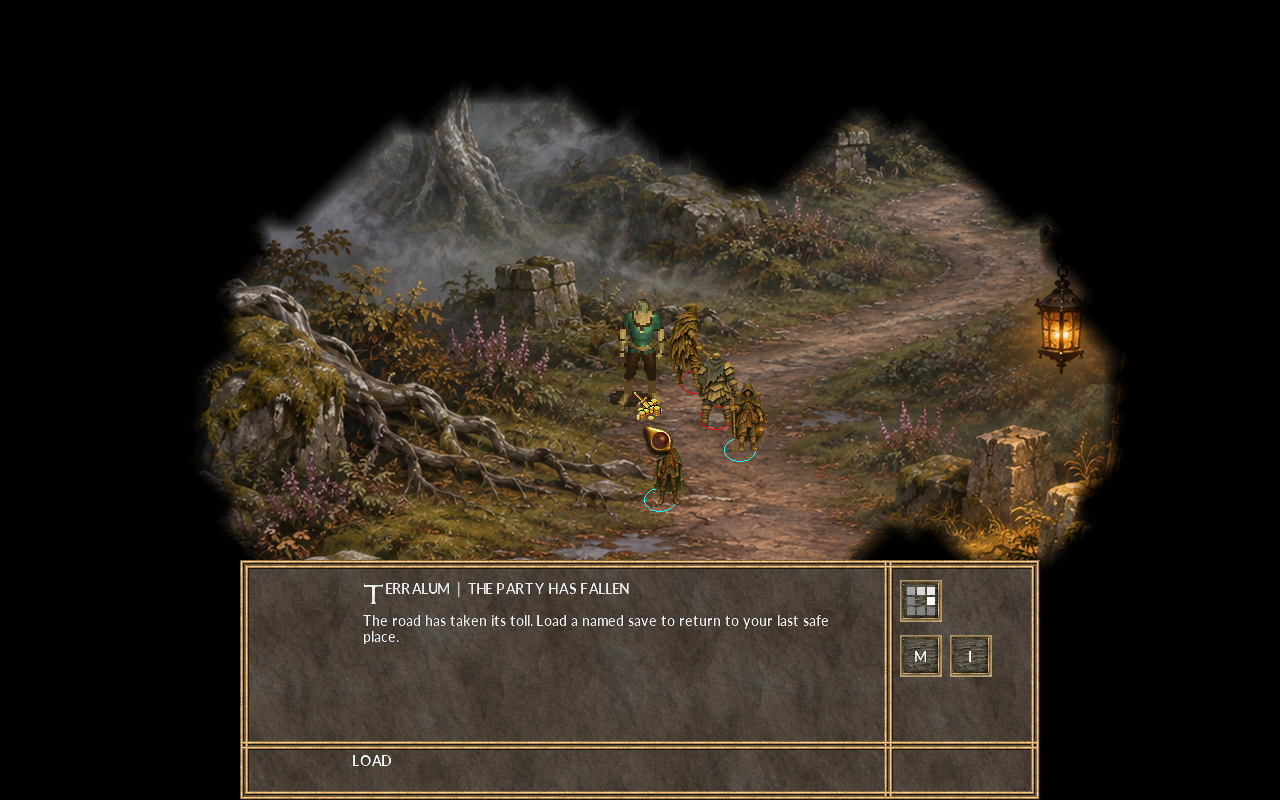 TERRALUM | THE PARTY HAS FALLEN
The road has taken its toll. Load a named save to return to your last safe
place.
M I
LOAD